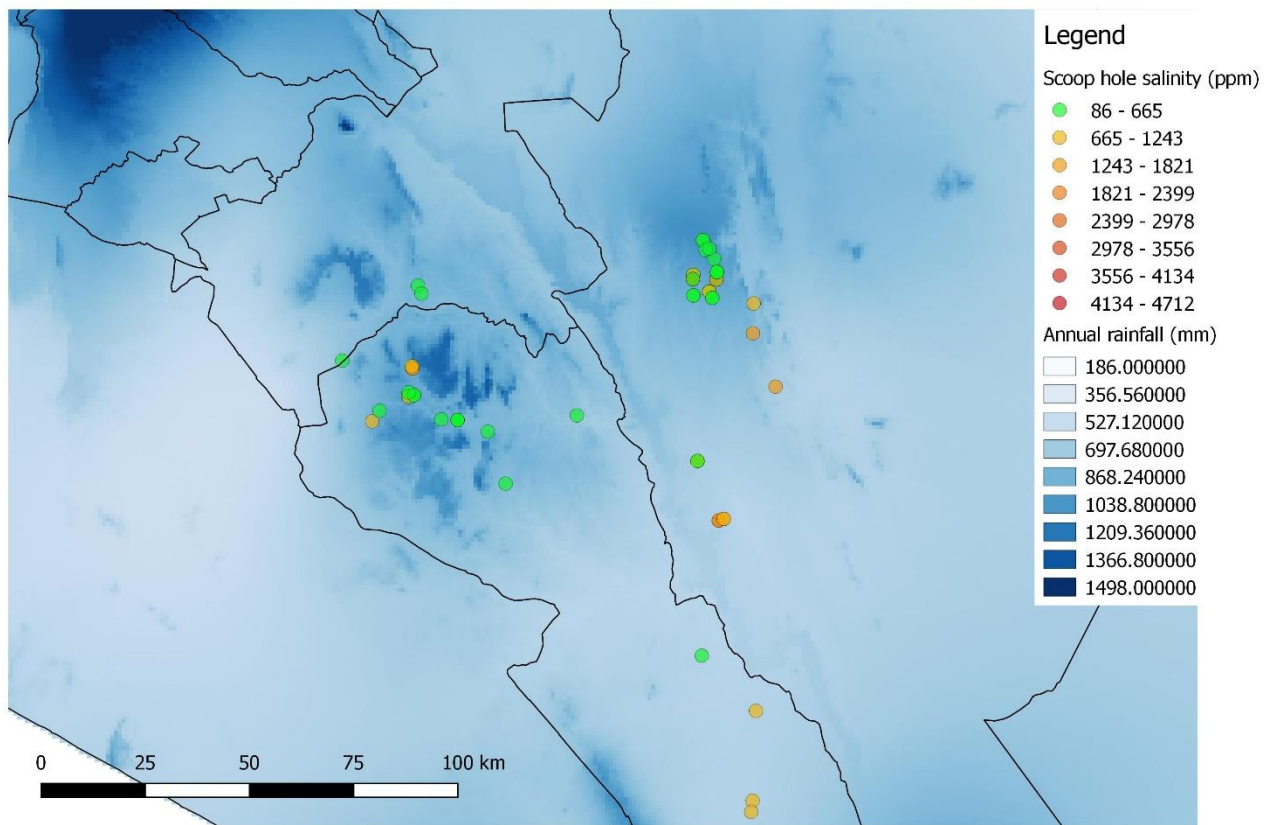 Legend
Scoop hole salinity (ppm)
86 - 665
665 - 1243
1243 - 1821
1821 - 2399
2399 - 2978
2978 - 3556
3556 - 4134
4134 - 4712
Annual rainfall (mm)
186.000000
356.560000
527.120000
697.680000
868.240000
1038.800000
1209.360000
1366.800000
1498.000000
0 25 50 75 100 km